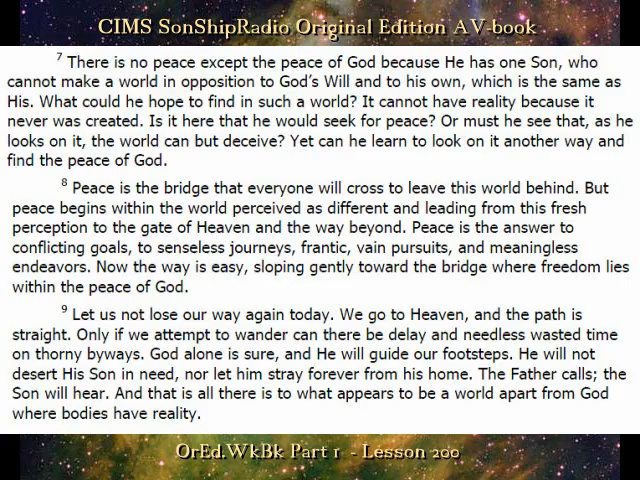 CIMS SonShipRadio Original Edition AV-book
7 There is no peace except the peace of God because He has one Son, who
cannot make a world in opposition to God's Will and to his own, which is the same as
His. What could he hope to find in such a world? It cannot have reality because it
never was created. Is it here that he would seek for peace? Or must he see that, as he
looks on it, the world can but deceive? Yet can he learn to look on it another way and
find the peace of God.
8 Peace is the bridge that everyone will cross to leave this world behind. But
peace begins within the world perceived as different and leading from this fresh
perception to the gate of Heaven and the way beyond. Peace is the answer to
conflicting goals, to senseless journeys, frantic, vain pursuits, and meaningless
endeavors. Now the way is easy, sloping gently toward the bridge where freedom lies
within the peace of God.
9 Let us not lose our way again today. We go to Heaven, and the path is
straight. Only if we attempt to wander can there be delay and needless wasted time
on thorny byways. God alone is sure, and He will guide our footsteps. He will not
desert His Son in need, nor let him stray forever from his home. The Father calls; the
Son will hear. And that is all there is to what appears to be a world apart from God
where bodies have reality.
OrEd.WkBk Part 1 - Lesson 200